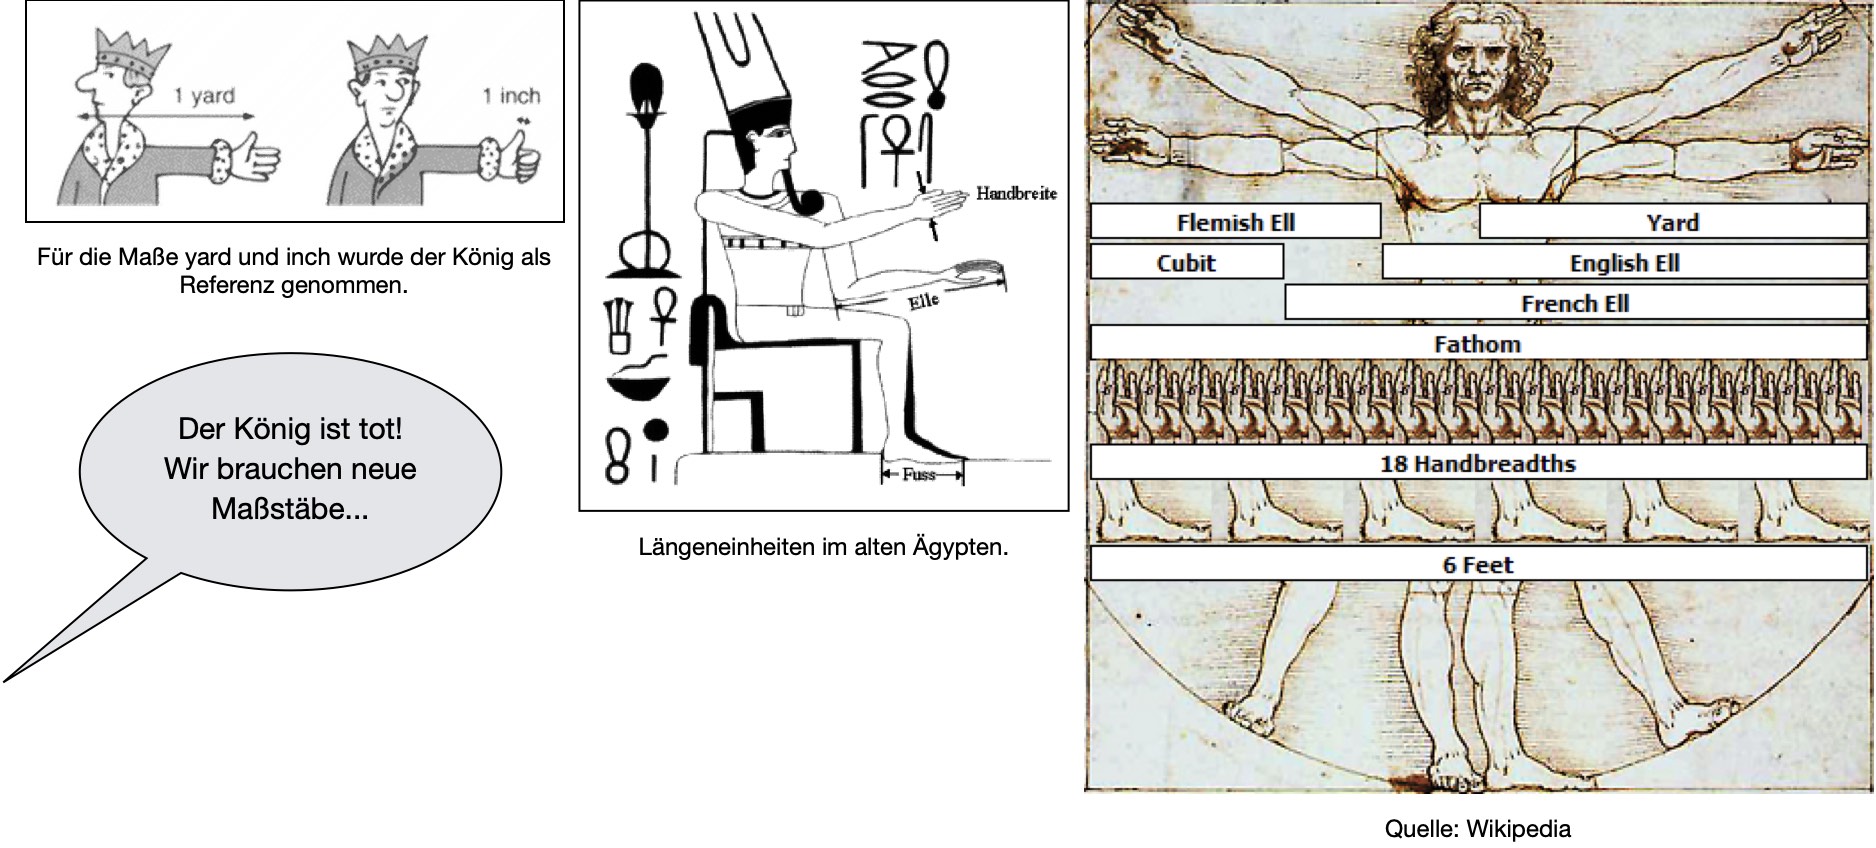 1 yard
1 inch
Für die Maße yard und inch wurde der König als
Referenz genommen.
Der König ist tot!
Wir brauchen neue
Maßstäbe...
Handbreite
Elle
Fuss
Längeneinheiten im alten Ägypten.
Flemish Ell
Yard
Cubit
English Ell
French Ell
Fathom
18 Handbreadths
6 Feet
Quelle: Wikipedia